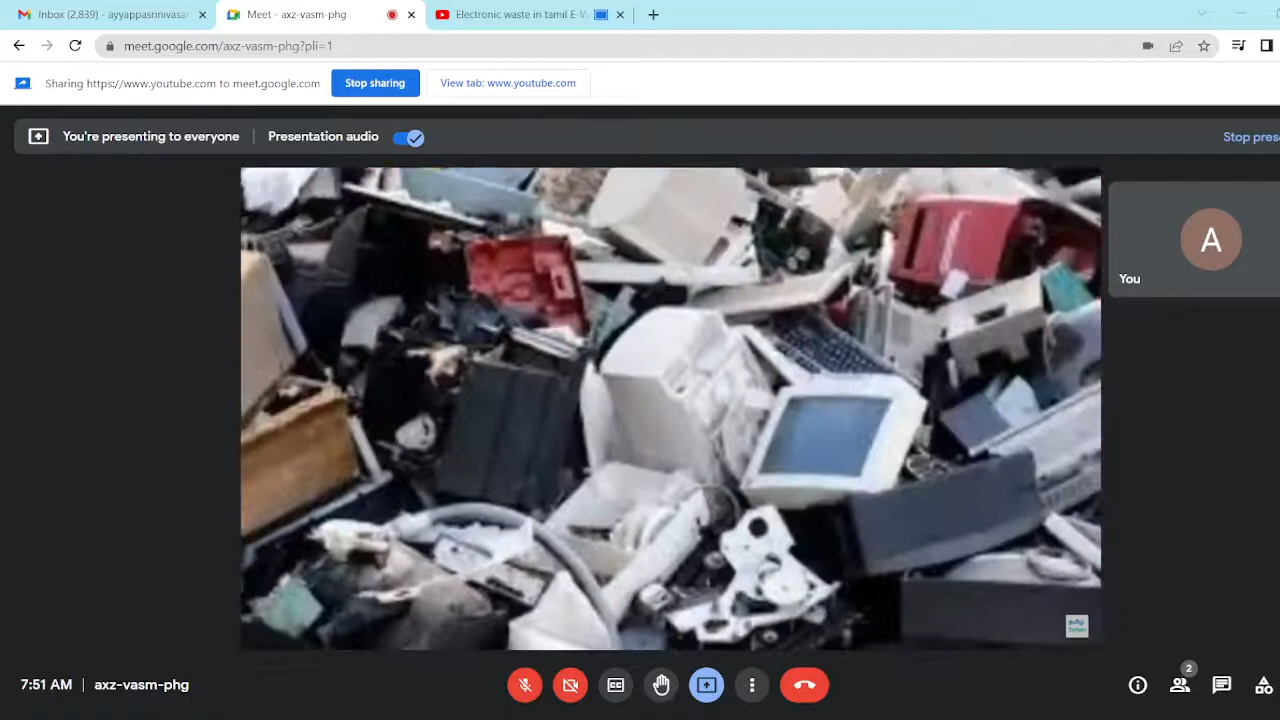 Inbox (2,839) - ayyappasrinivasar
Meet - axz-vasm-phg
Electronic waste in tamil E-W
meet.google.com/axz-vasm-phg?pli=1
Sharing https://www.youtube.com to meet.google.com
Stop sharing
View tab: www.youtube.com
You're presenting to everyone
Presentation audio
Stop pres
A
You
தமிழ்
2
7:51 AM
axz-vasm-phg